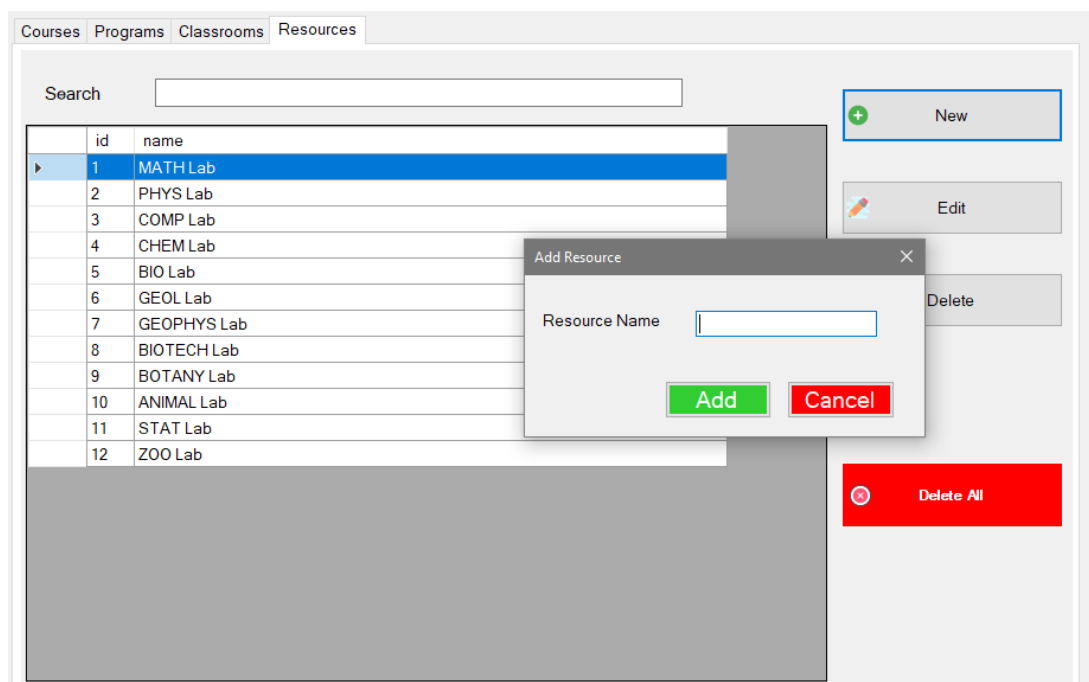 Courses Programs Classrooms Resources
Search
New
id name
1 MATH Lab
2 PHYS Lab
Edit
3 COMP Lab
4 CHEM Lab
Add Resource
5 BIO Lab
6 GEOL Lab
Delete
7 GEOPHYS Lab
Resource Name
8 BIOTECH Lab
9 BOTANY Lab
10 ANIMAL Lab
Add Cancel
11 STAT Lab
12 ZOO Lab
Delete All